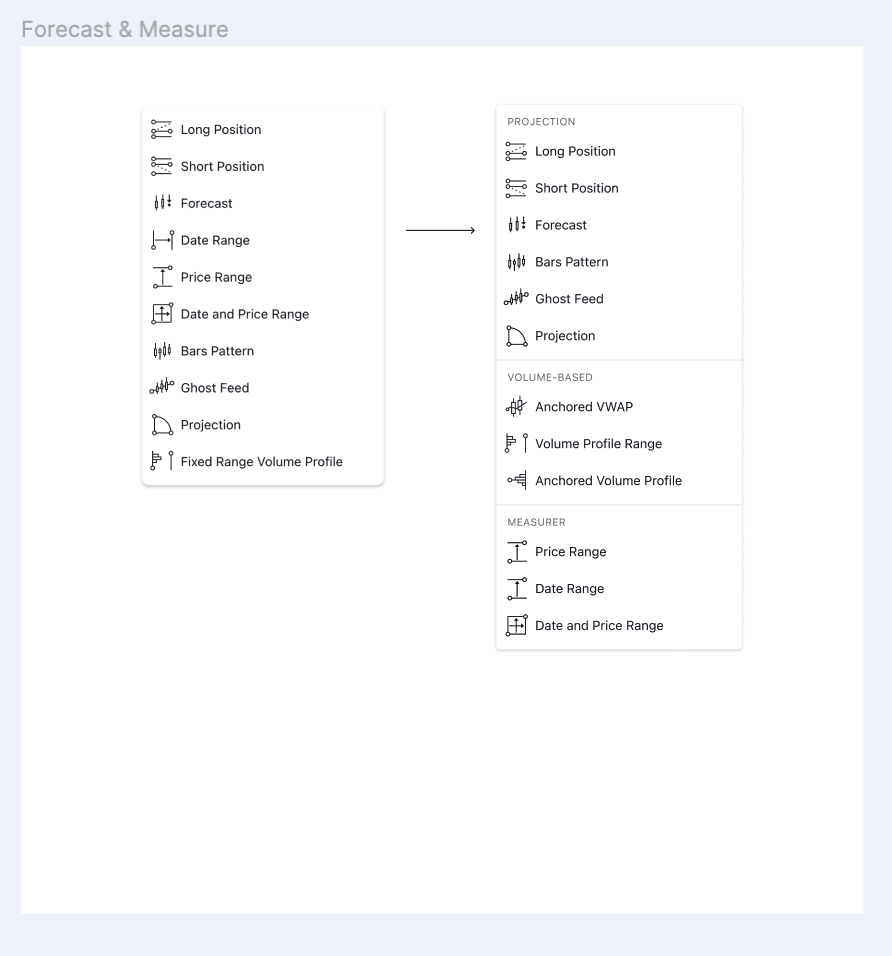 Forecast & Measure
Long Position
Short Position
Forecast
Date Range
Price Range
Date and Price Range
Bars Pattern
Ghost Feed
Projection
Fixed Range Volume Profile
PROJECTION
Long Position
Short Position
Forecast
Bars Pattern
Ghost Feed
Projection
VOLUME-BASED
Anchored VWAP
Volume Profile Range
Anchored Volume Profile
MEASURER
Price Range
Date Range
Date and Price Range